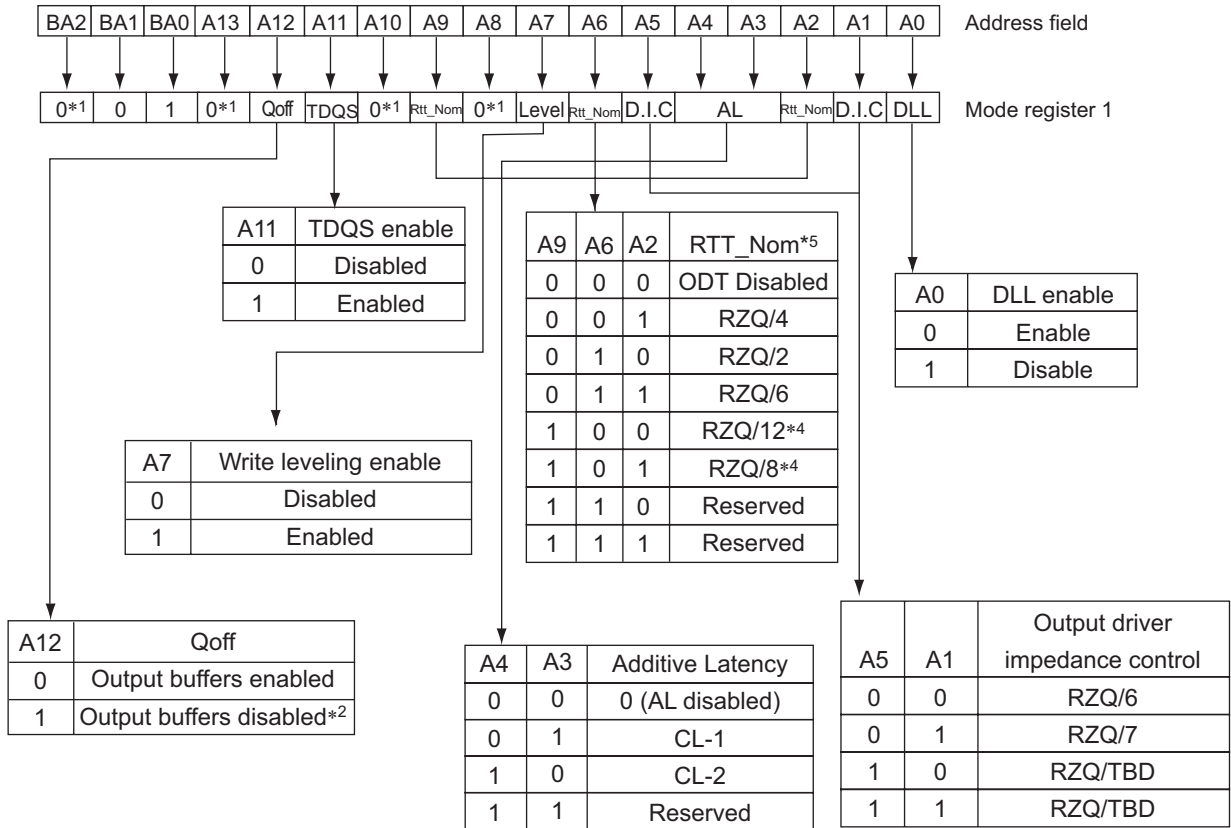 BA2 BA1 BA0 A13 A12 A11 A10 A9 A8 A7 A6 A5 A4 A3 A2 A1 A0 Address field
0*1 0 1 0*1 Qoff TDQS 0*1 Rtt_Nom 0*1 Level Rtt_Nom D.I.C AL Rtt_Nom D.I.C DLL Mode register 1
A11 TDQS enable
0 Disabled
1 Enabled
A9 A6 A2 RTT_Nom*5
0 0 0 ODT Disabled
0 0 1 RZQ/4
0 1 0 RZQ/2
0 1 1 RZQ/6
1 0 0 RZQ/12*4
1 0 1 RZQ/8*4
1 1 0 Reserved
1 1 1 Reserved
A0 DLL enable
0 Enable
1 Disable
A7 Write leveling enable
0 Disabled
1 Enabled
A12 Qoff
0 Output buffers enabled
1 Output buffers disabled*2
A4 A3 Additive Latency
0 0 0 (AL disabled)
0 1 CL-1
1 0 CL-2
1 1 Reserved
Output driver
A5 A1 impedance control
0 0 RZQ/6
0 1 RZQ/7
1 0 RZQ/TBD
1 1 RZQ/TBD